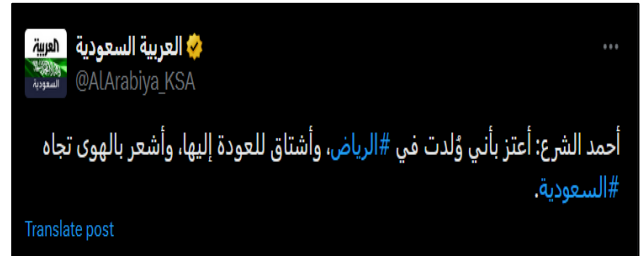 العربية السعودية
@AlArabiya_KSA
العربية
السعودية
أحمد الشرع: أعتز بأني وُلدت في #الرياض، وأشتاق للعودة إليها، وأشعر بالهوى تجاه
#السعودية.
Translate post